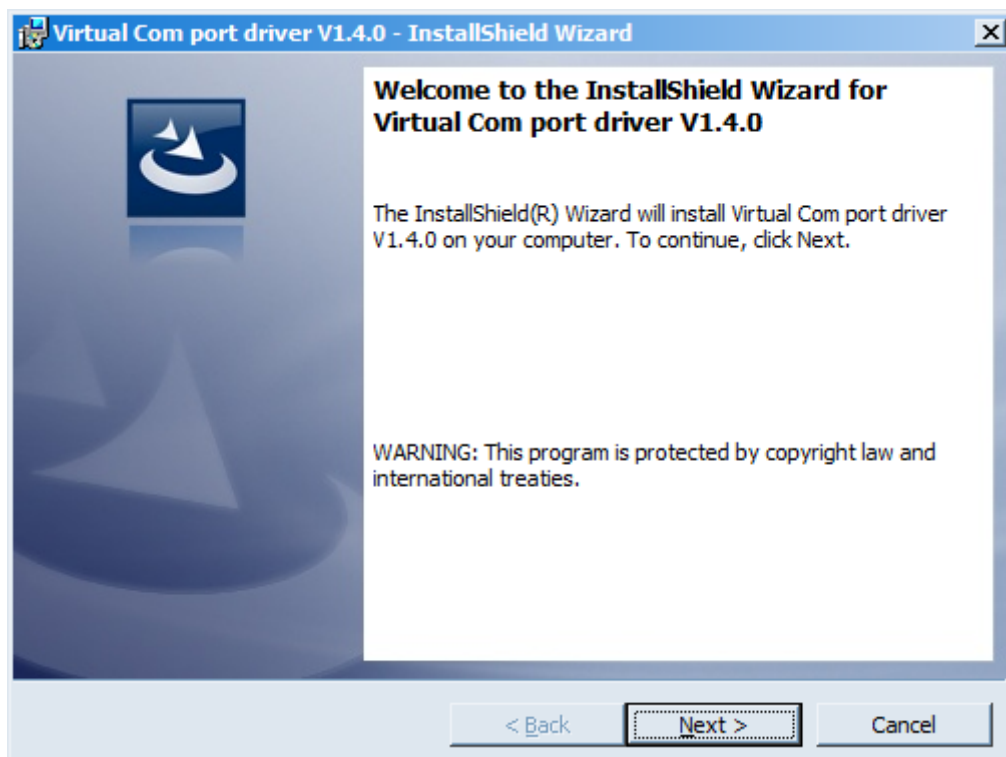 Virtual Com port driver V1.4.0 - InstallShield Wizard
Welcome to the InstallShield Wizard for
Virtual Com port driver V1.4.0
The InstallShield(R) Wizard will install Virtual Com port driver
V1.4.0 on your computer. To continue, click Next.
WARNING: This program is protected by copyright law and
international treaties.
< Back Next > Cancel